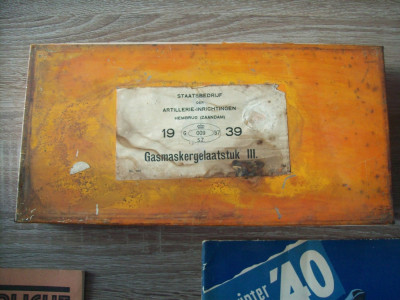 STAATSBEDRIJF
DER
ARTILLERIE-INRICHTINGEN
HEMBRUG (ZAANDAM)
19 39
Gasmaskergelaatstuk III.
'40